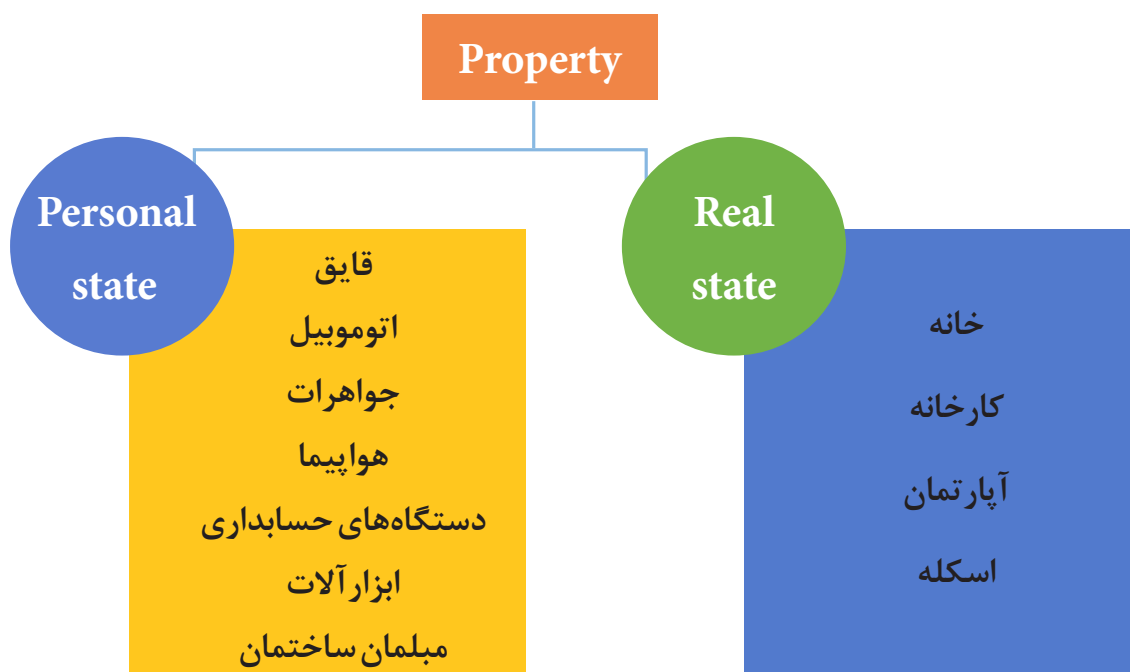 Property
Personal
state
قایق
اتوموبیل
جواهرات
هواپیما
دستگاه‌های حسابداری
ابزارآلات
مبلمان ساختمان
Real
state
خانه
کارخانه
آپارتمان
اسکله